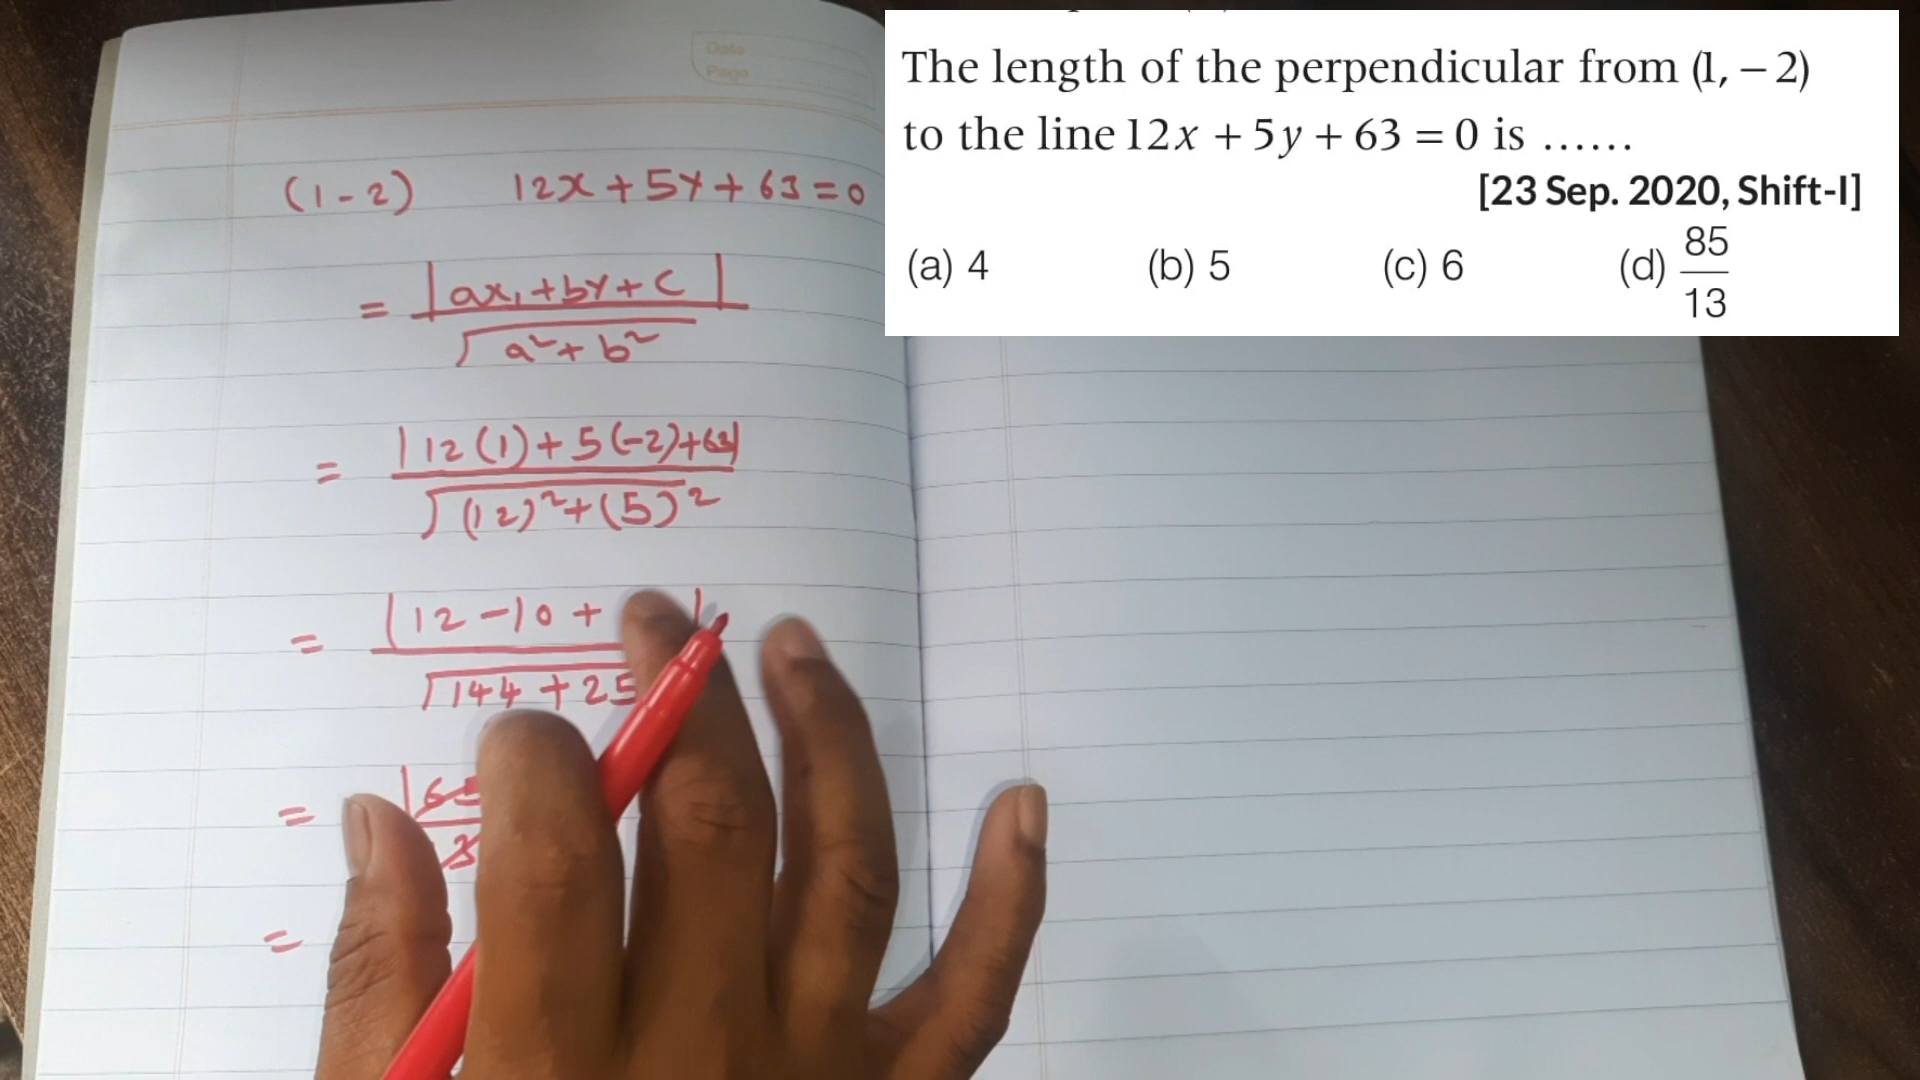 Date
Page
(1 - 2) 12x + 5y + 63 = 0
= |ax₁ + by + c| / √a² + b²
= |12(1) + 5(-2) + 63| / √(12)² + (5)²
= |12 - 10 + | / √144 + 25
=
=
The length of the perpendicular from (1, – 2)
to the line 12x + 5y + 63 = 0 is ......
[23 Sep. 2020, Shift-I]
(a) 4 (b) 5 (c) 6 (d) 85/13